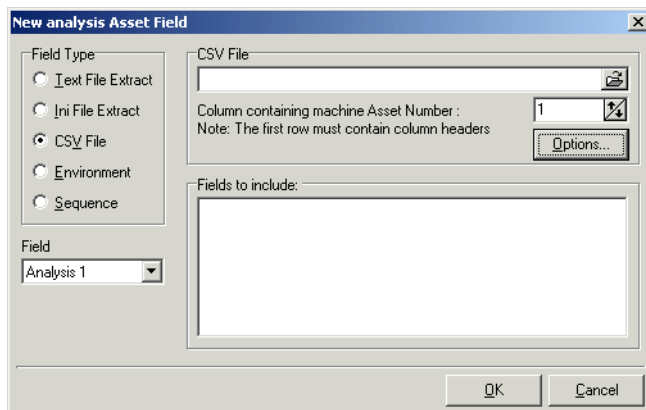 New analysis Asset Field
Field Type
Text File Extract
Ini File Extract
CSV File
Environment
Sequence
Field
Analysis 1
CSV File
Column containing machine Asset Number :
1
Note: The first row must contain column headers
Options...
Fields to include:
OK
Cancel